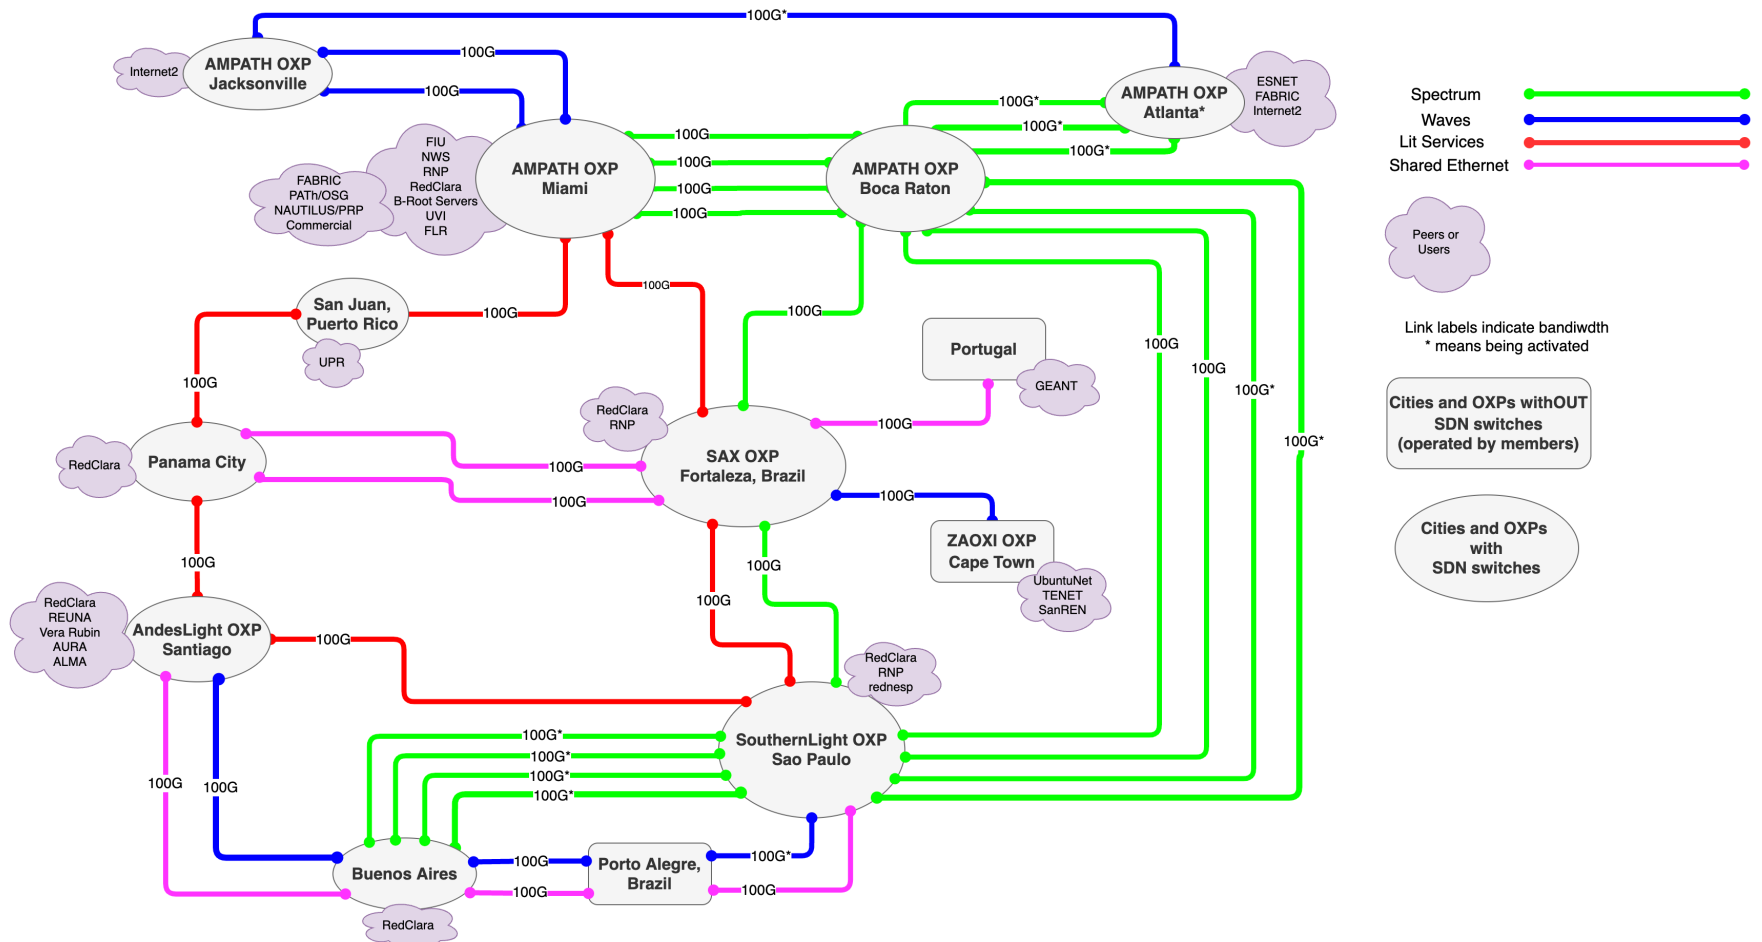 100G*
Internet2
AMPATH OXP
Jacksonville
100G
100G
AMPATH OXP
Atlanta*
ESNET
FABRIC
Internet2
100G*
100G*
100G*
FIU
NWS
RNP
RedClara
B-Root Servers
UVI
FLR
FABRIC
PATh/OSG
NAUTILUS/PRP
Commercial
AMPATH OXP
Miami
100G
100G
100G
100G
AMPATH OXP
Boca Raton
Spectrum
Waves
Lit Services
Shared Ethernet
Peers or
Users
Link labels indicate bandiwdth
* means being activated
Cities and OXPs withOUT
SDN switches
(operated by members)
Cities and OXPs
with
SDN switches
San Juan,
Puerto Rico
UPR
100G
100G
100G
100G
100G
100G
100G*
100G*
Portugal
GEANT
100G
100G
RedClara
RNP
SAX OXP
Fortaleza, Brazil
RedClara
Panama City
100G
100G
100G
ZAOXI OXP
Cape Town
UbuntuNet
TENET
SanREN
100G
100G
100G
RedClara
REUNA
Vera Rubin
AURA
ALMA
AndesLight OXP
Santiago
100G
RedClara
RNP
rednesp
SouthernLight OXP
Sao Paulo
100G*
100G*
100G*
100G*
100G
100G
Buenos Aires
RedClara
100G
100G
Porto Alegre,
Brazil
100G*
100G